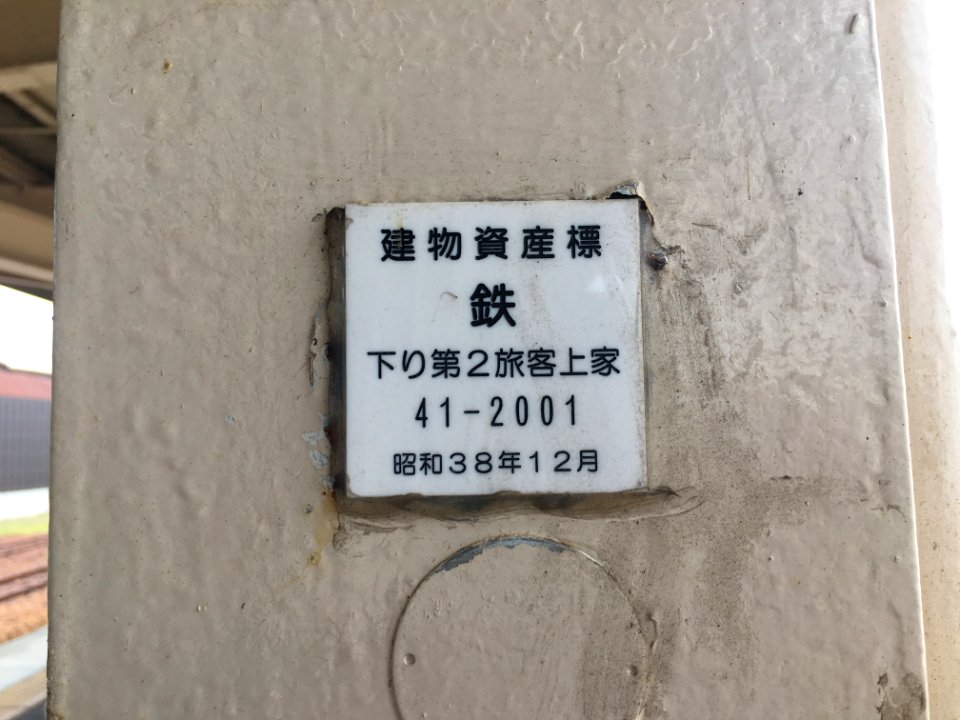 建物資産標
鉄
下り第2旅客上家
41-2001
昭和38年12月